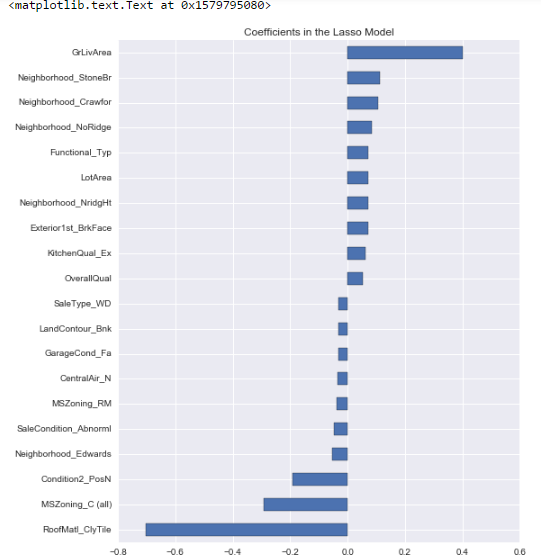 <matplotlib.text.Text at 0x1579795080>
Coefficients in the Lasso Model
GrLivArea
Neighborhood_StoneBr
Neighborhood_Crawfor
Neighborhood_NoRidge
Functional_Typ
LotArea
Neighborhood_NridgHt
Exterior1st_BrkFace
KitchenQual_Ex
OverallQual
SaleType_WD
LandContour_Bnk
GarageCond_Fa
CentralAir_N
MSZoning_RM
SaleCondition_Abnorml
Neighborhood_Edwards
Condition2_PosN
MSZoning_C (all)
RoofMatl_ClyTile
−0.8 −0.6 −0.4 −0.2 0.0 0.2 0.4 0.6